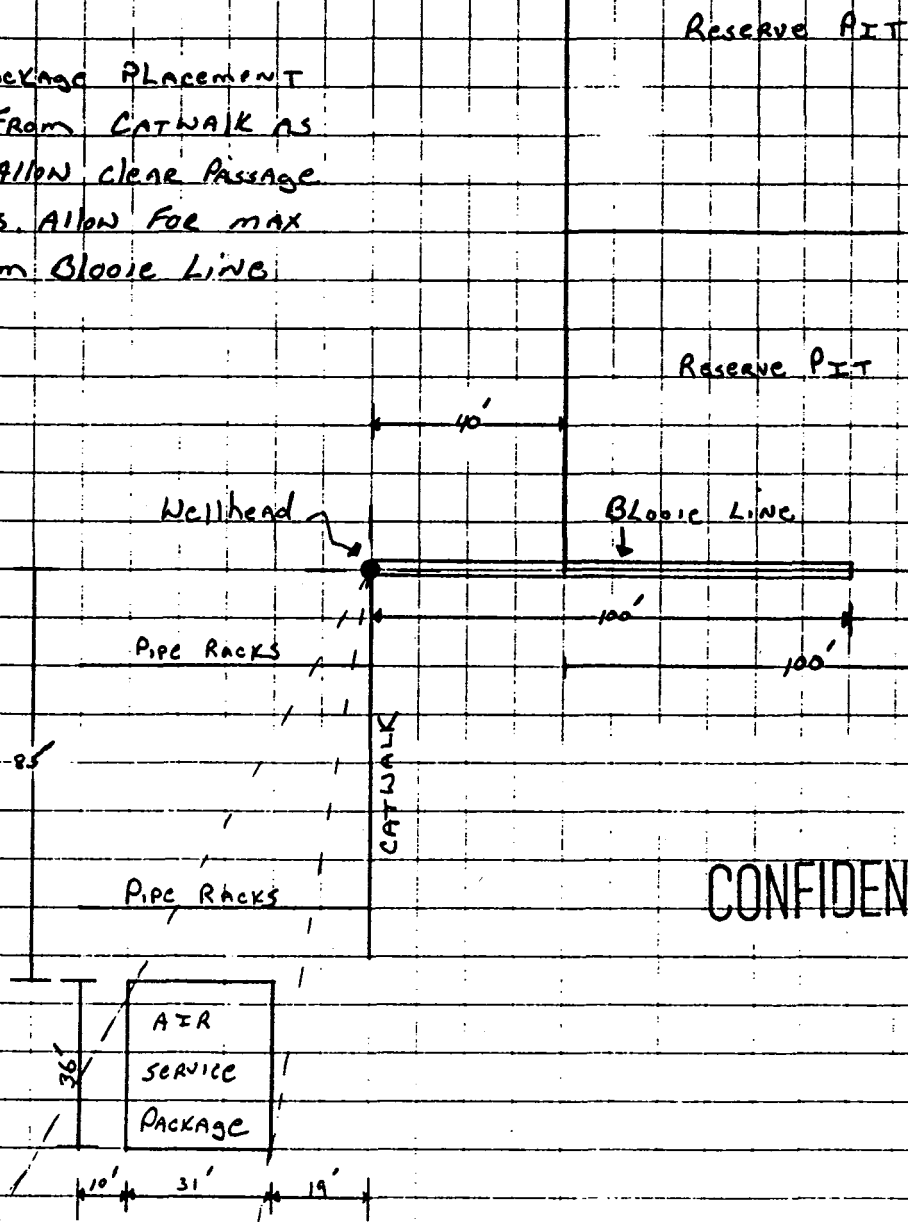 Reserve PIT
PLAcemenT
From CATWALK AS
Allow cleAR PAssAge
Allow FoR mAX
Blooie LiNe
Reserve PIT
40'
Wellhead
BLooie LiNe
100'
Pipe RAcks
100'
85'
CATWALK
Pipe RAcks
CONFIDEN
AIR
service
PAckAge
36'
10'
31'
19'